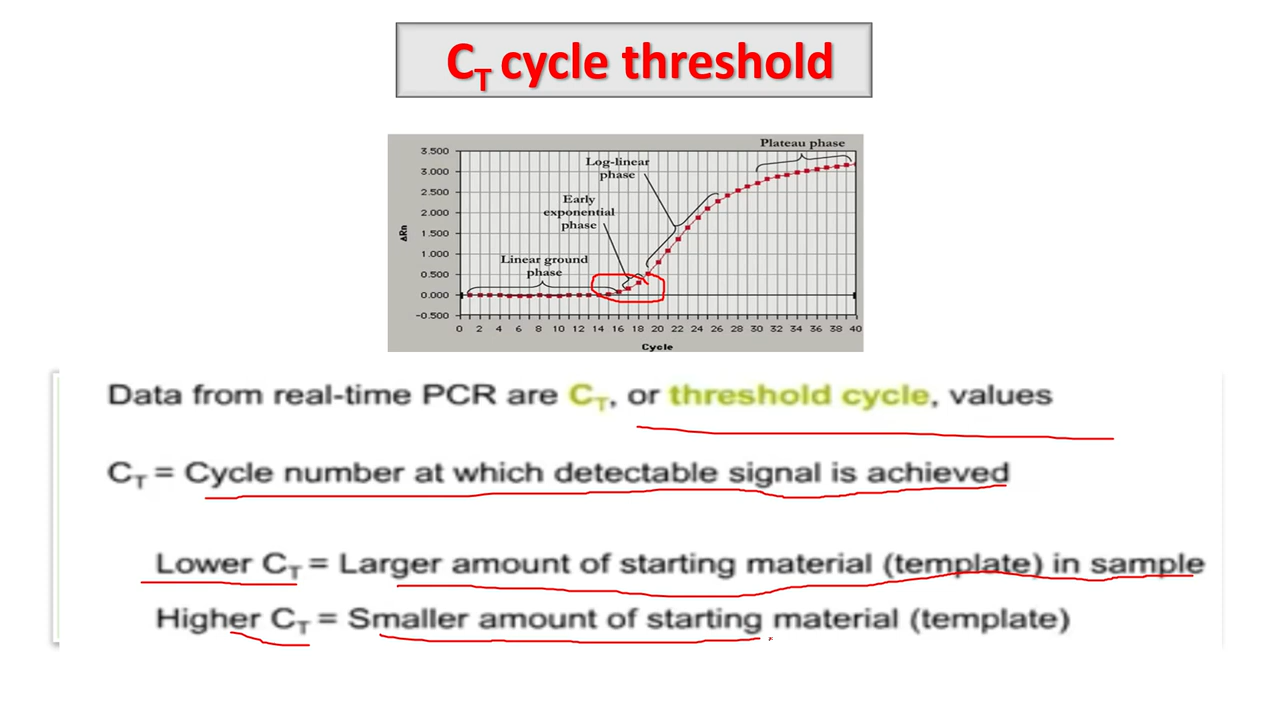 CT cycle threshold
Plateau phase
Log-linear
phase
Early
exponential
phase
Linear ground
phase
3.500
3.000
2.500
2.000
1.500
1.000
0.500
0.000
-0.500
ΔRn
0 2 4 6 8 10 12 14 16 18 20 22 24 26 28 30 32 34 36 38 40
Cycle
Data from real-time PCR are CT, or threshold cycle, values
CT = Cycle number at which detectable signal is achieved
Lower CT = Larger amount of starting material (template) in sample
Higher CT = Smaller amount of starting material (template)